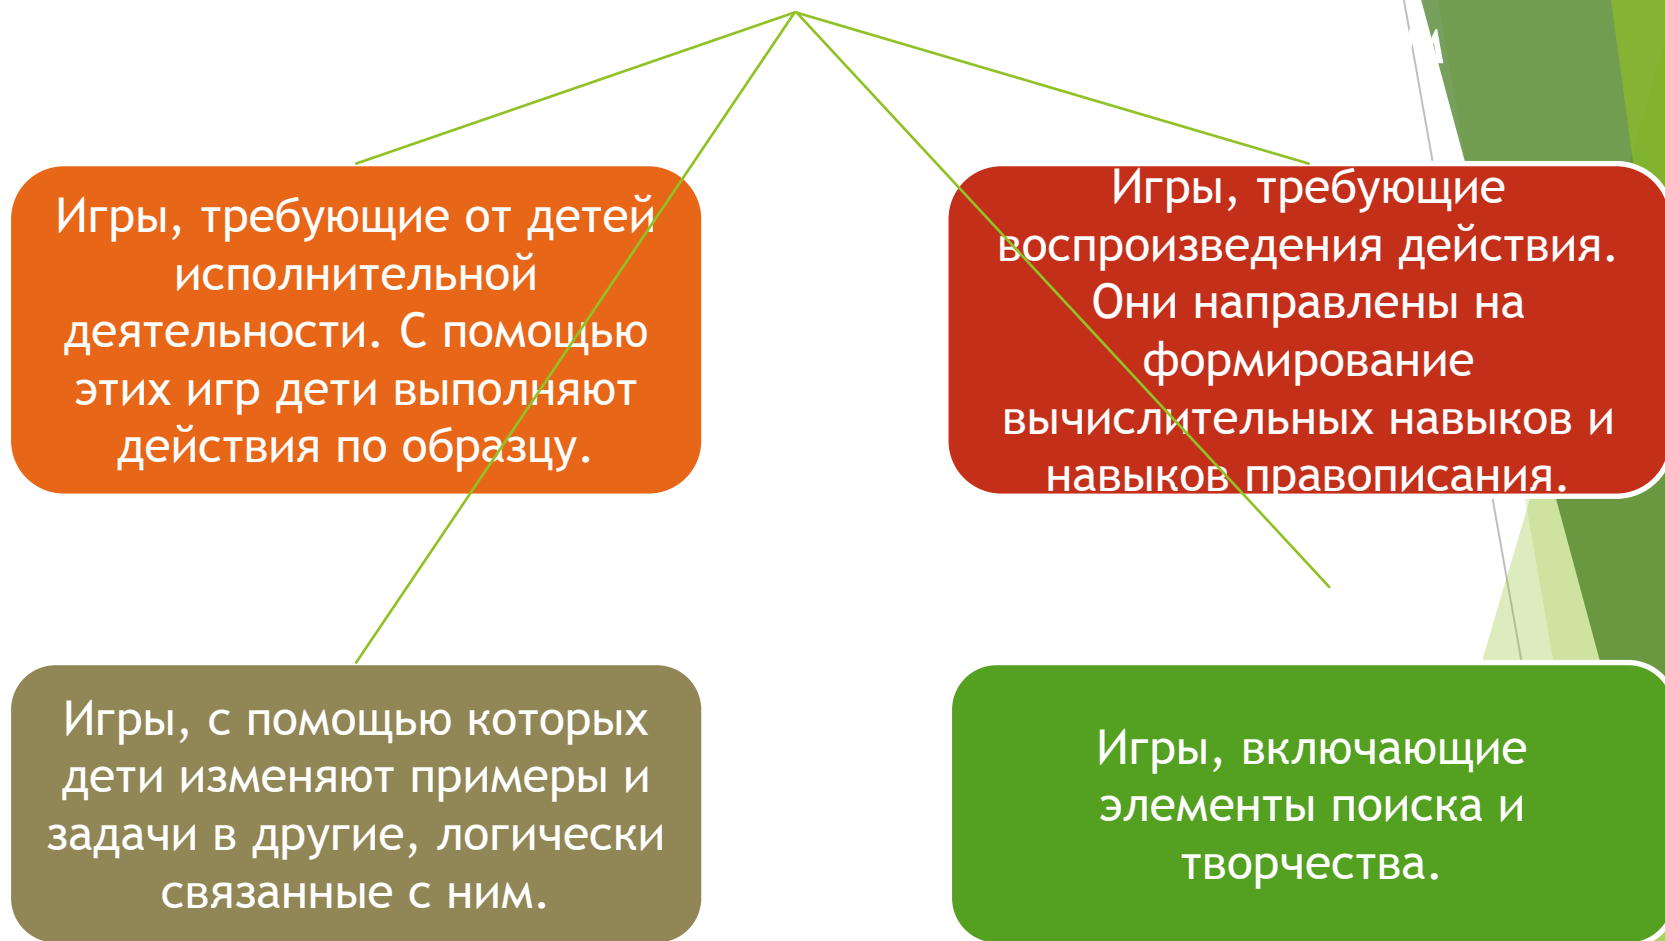 Игры, требующие от детей
исполнительной
деятельности. С помощью
этих игр дети выполняют
действия по образцу.
Игры, требующие
воспроизведения действия.
Они направлены на
формирование
вычислительных навыков и
навыков правописания.
Игры, с помощью которых
дети изменяют примеры и
задачи в другие, логически
связанные с ним.
Игры, включающие
элементы поиска и
творчества.